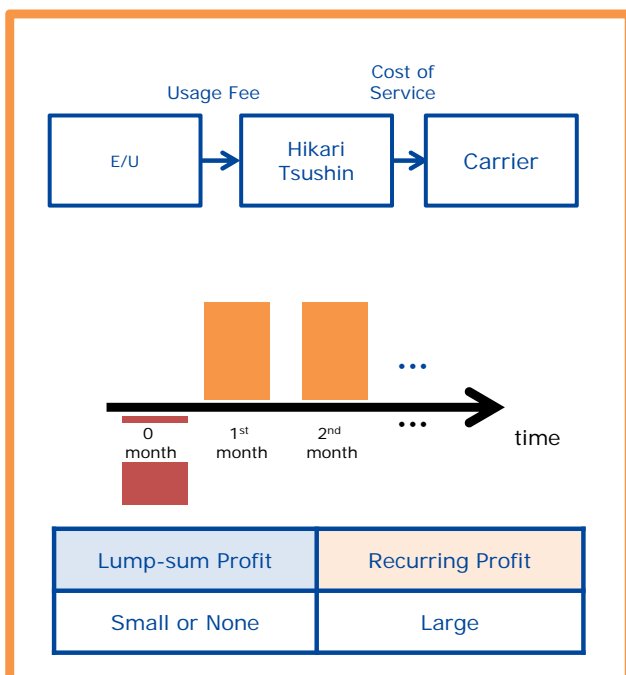 Cost of
Usage Fee Service
E/U
Hikari
Tsushin
Carrier
...
...
0
month
1st
month
2nd
month
time
Lump-sum Profit Recurring Profit
Small or None Large